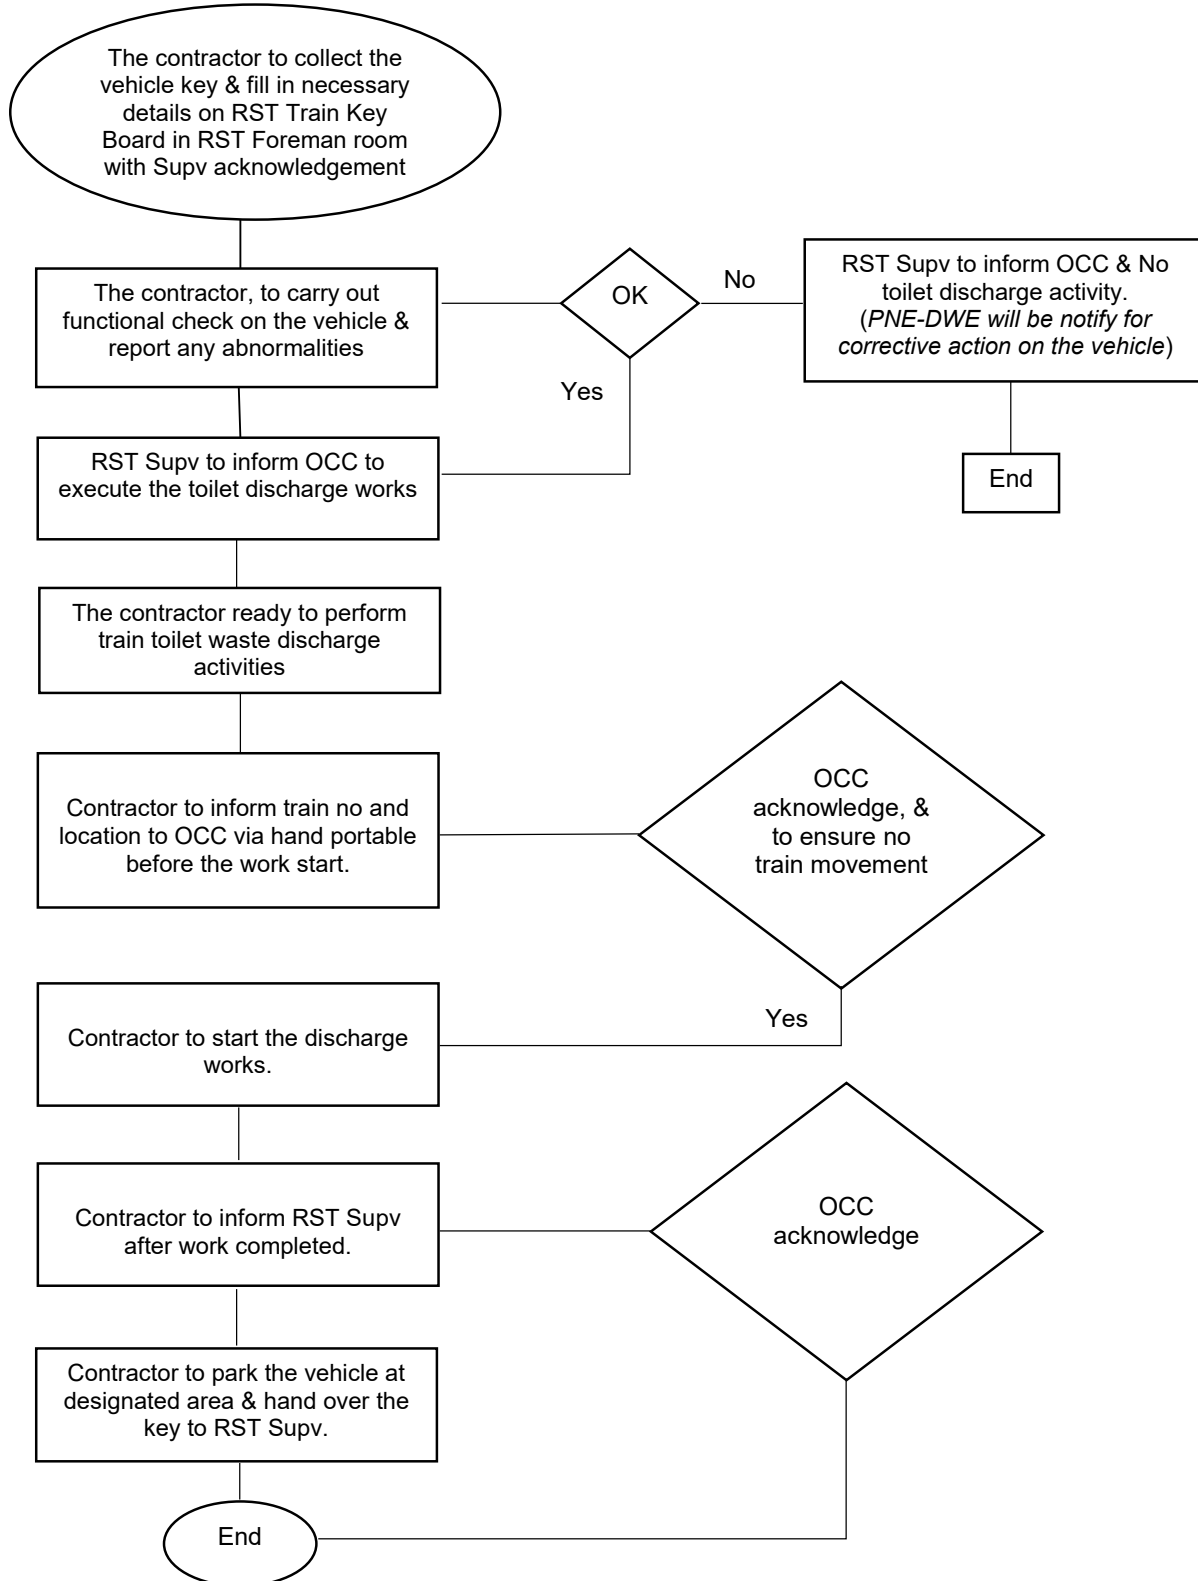 The contractor to collect the
vehicle key & fill in necessary
details on RST Train Key
Board in RST Foreman room
with Supv acknowledgement
The contractor, to carry out
functional check on the vehicle &
report any abnormalities
OK
No
RST Supv to inform OCC & No
toilet discharge activity.
(PNE-DWE will be notify for
corrective action on the vehicle)
Yes
End
RST Supv to inform OCC to
execute the toilet discharge works
The contractor ready to perform
train toilet waste discharge
activities
Contractor to inform train no and
location to OCC via hand portable
before the work start.
OCC
acknowledge, &
to ensure no
train movement
Yes
Contractor to start the discharge
works.
Contractor to inform RST Supv
after work completed.
OCC
acknowledge
Contractor to park the vehicle at
designated area & hand over the
key to RST Supv.
End